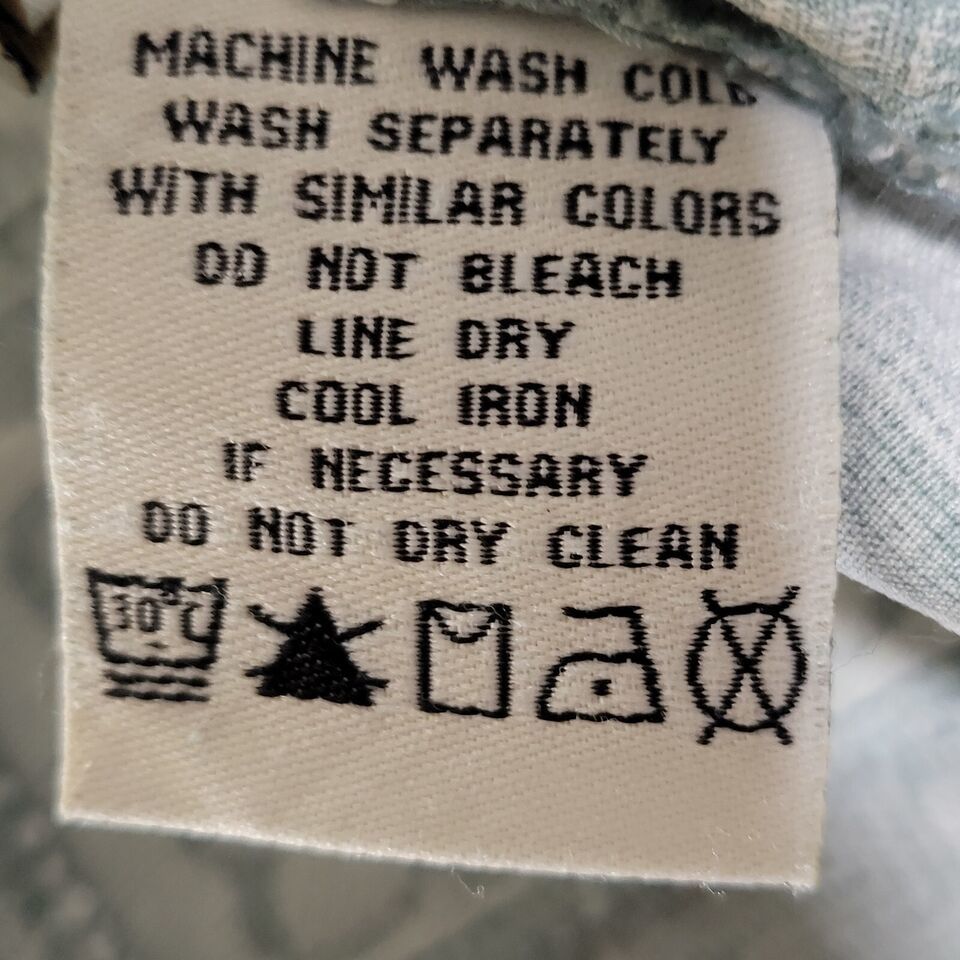 MACHINE WASH COLD
WASH SEPARATELY
WITH SIMILAR COLORS
DO NOT BLEACH
LINE DRY
COOL IRON
IF NECESSARY
DO NOT DRY CLEAN
30°C